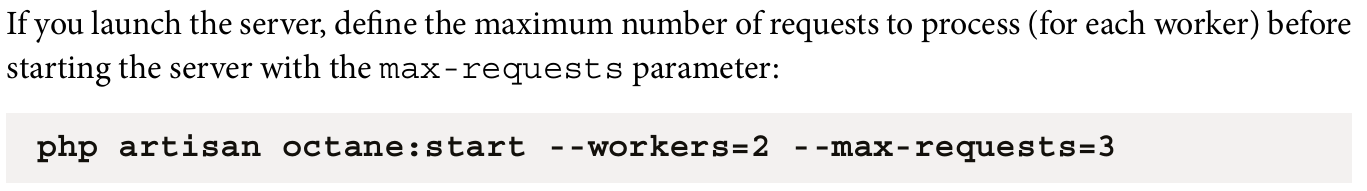 If you launch the server, define the maximum number of requests to process (for each worker) before
starting the server with the max-requests parameter:
php artisan octane:start --workers=2 --max-requests=3